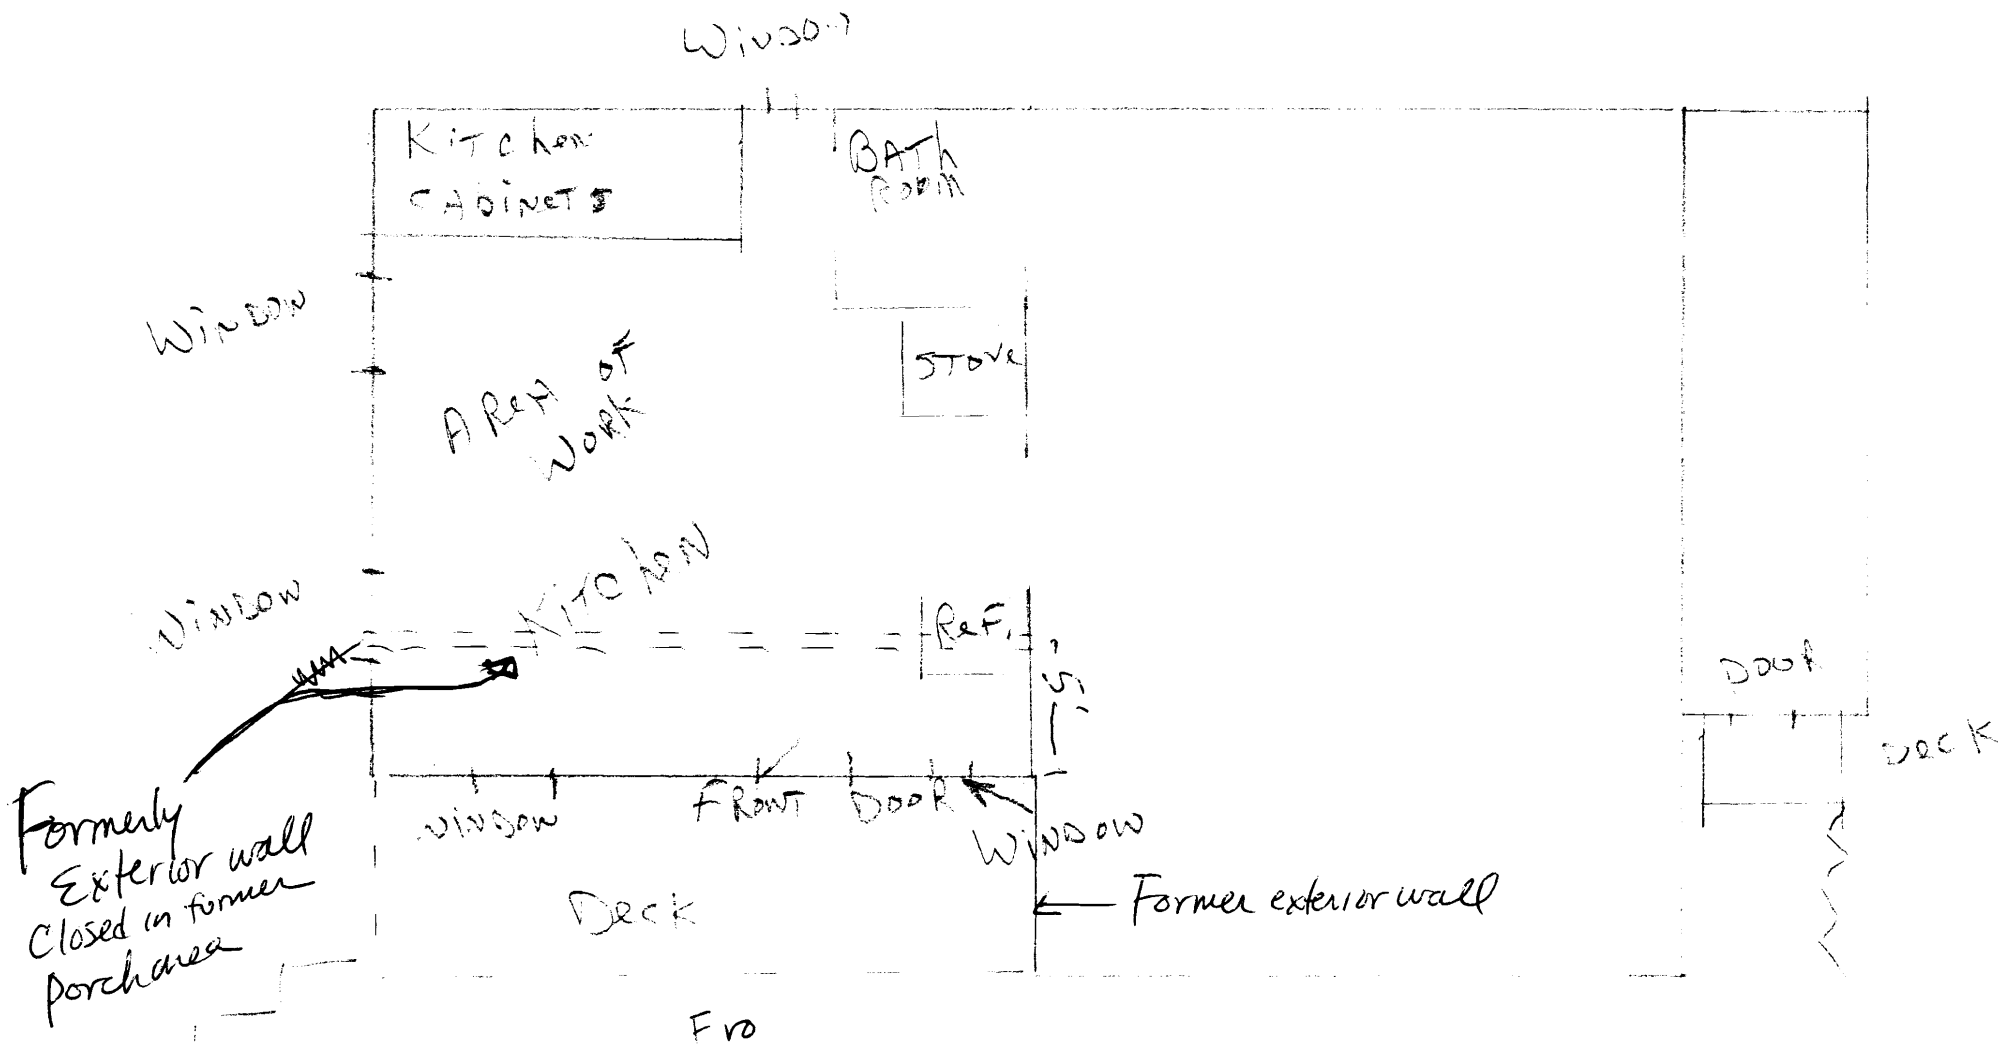 WINDOW
KiTchen
CABiNeTS
BATh
ROOM
WiNDOW
STOVe
AReA OF
WORK
KiTCheN
WiNDOW
ReF.
5'
DOOR
DecK
WiNDOW
FRONT DOOR
WiNDOW
Formerly
Exterior wall
Closed in former
porch area
Deck
Former exterior wall
Fro